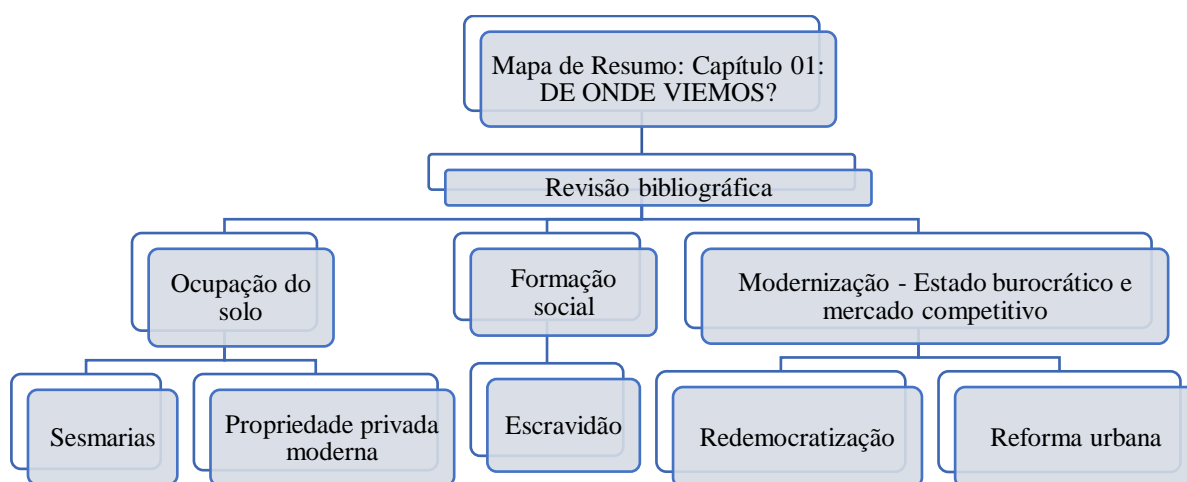 Mapa de Resumo: Capítulo 01:
DE ONDE VIEMOS?
Revisão bibliográfica
Ocupação do
solo
Formação
social
Modernização - Estado burocrático e
mercado competitivo
Sesmarias
Propriedade privada
moderna
Escravidão
Redemocratização
Reforma urbana